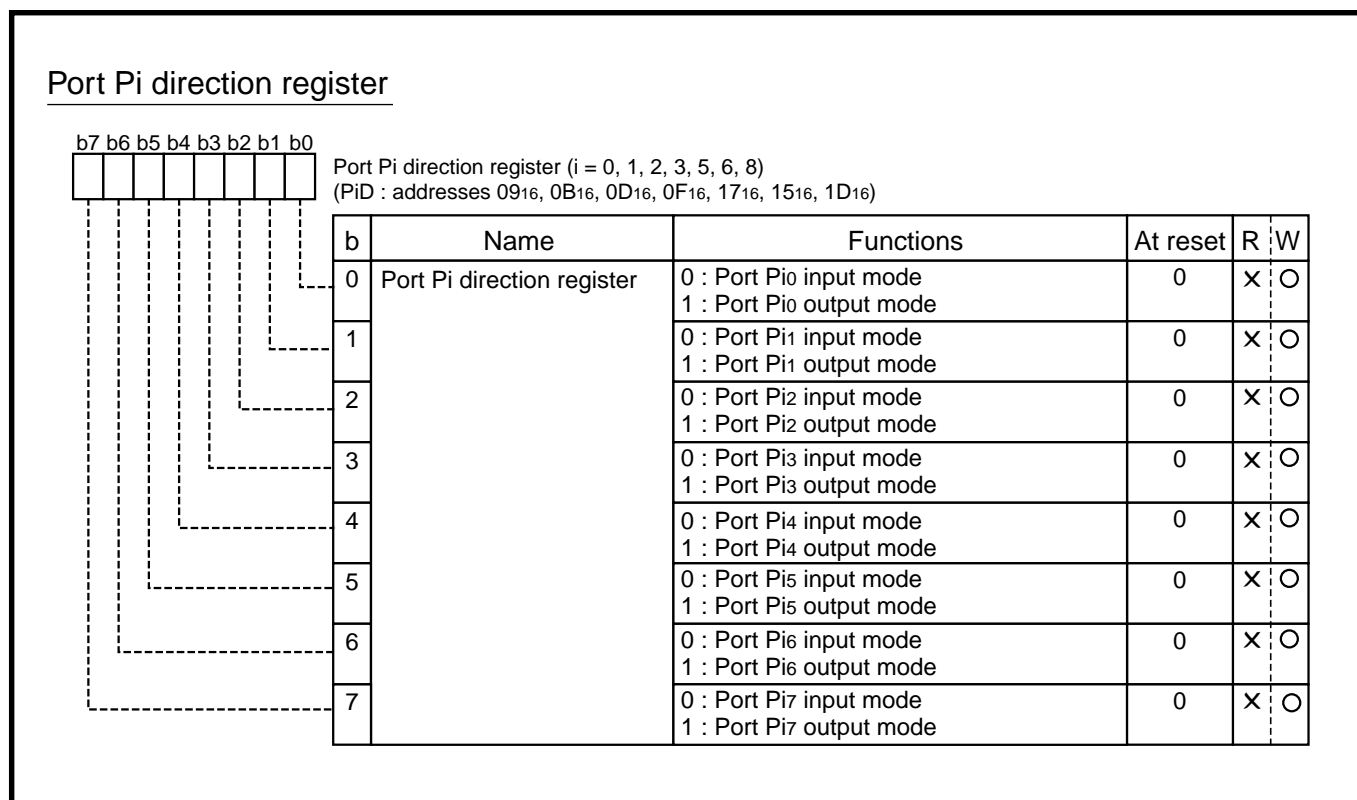 Port Pi direction register
b7 b6 b5 b4 b3 b2 b1 b0
Port Pi direction register (i = 0, 1, 2, 3, 5, 6, 8)
(PiD : addresses 0916, 0B16, 0D16, 0F16, 1716, 1516, 1D16)
b Name Functions At reset R W
0 Port Pi direction register 0 : Port Pi0 input mode 0 × ○
1 : Port Pi0 output mode
1 0 : Port Pi1 input mode 0 × ○
1 : Port Pi1 output mode
2 0 : Port Pi2 input mode 0 × ○
1 : Port Pi2 output mode
3 0 : Port Pi3 input mode 0 × ○
1 : Port Pi3 output mode
4 0 : Port Pi4 input mode 0 × ○
1 : Port Pi4 output mode
5 0 : Port Pi5 input mode 0 × ○
1 : Port Pi5 output mode
6 0 : Port Pi6 input mode 0 × ○
1 : Port Pi6 output mode
7 0 : Port Pi7 input mode 0 × ○
1 : Port Pi7 output mode